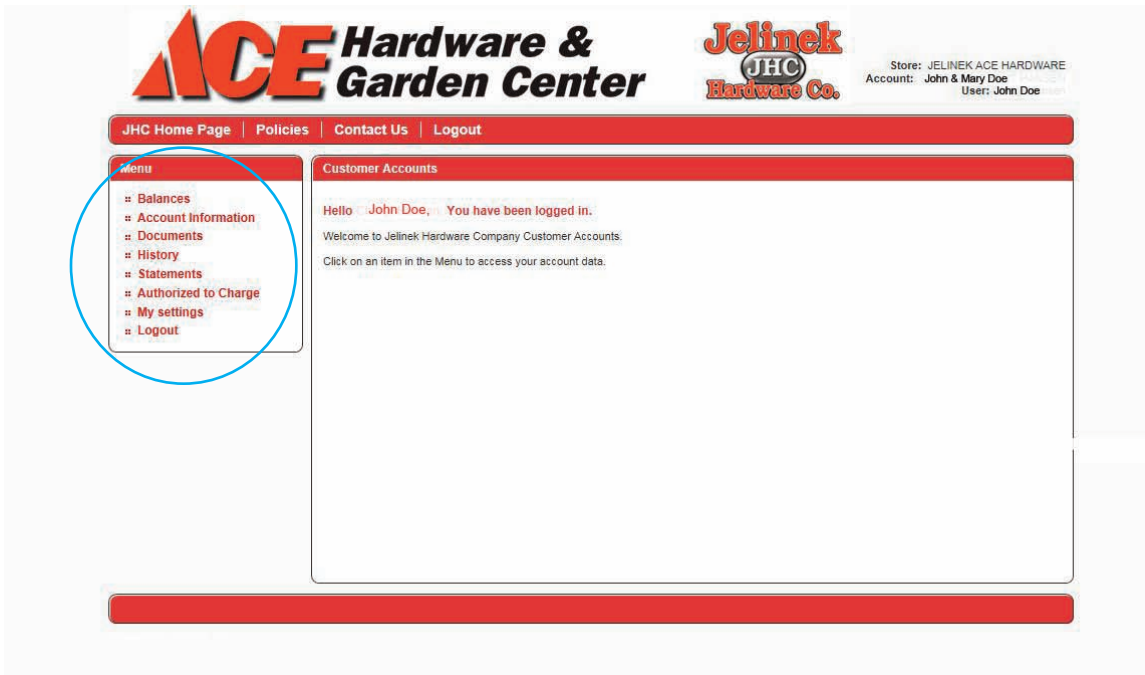 ACE Hardware &
Garden Center
Jelinek
JHC
Hardware Co.
Store: JELINEK ACE HARDWARE
Account: John & Mary Doe
User: John Doe
JHC Home Page | Policies | Contact Us | Logout
Menu
Balances
Account Information
Documents
History
Statements
Authorized to Charge
My settings
Logout
Customer Accounts
Hello John Doe, You have been logged in.
Welcome to Jelinek Hardware Company Customer Accounts.
Click on an item in the Menu to access your account data.